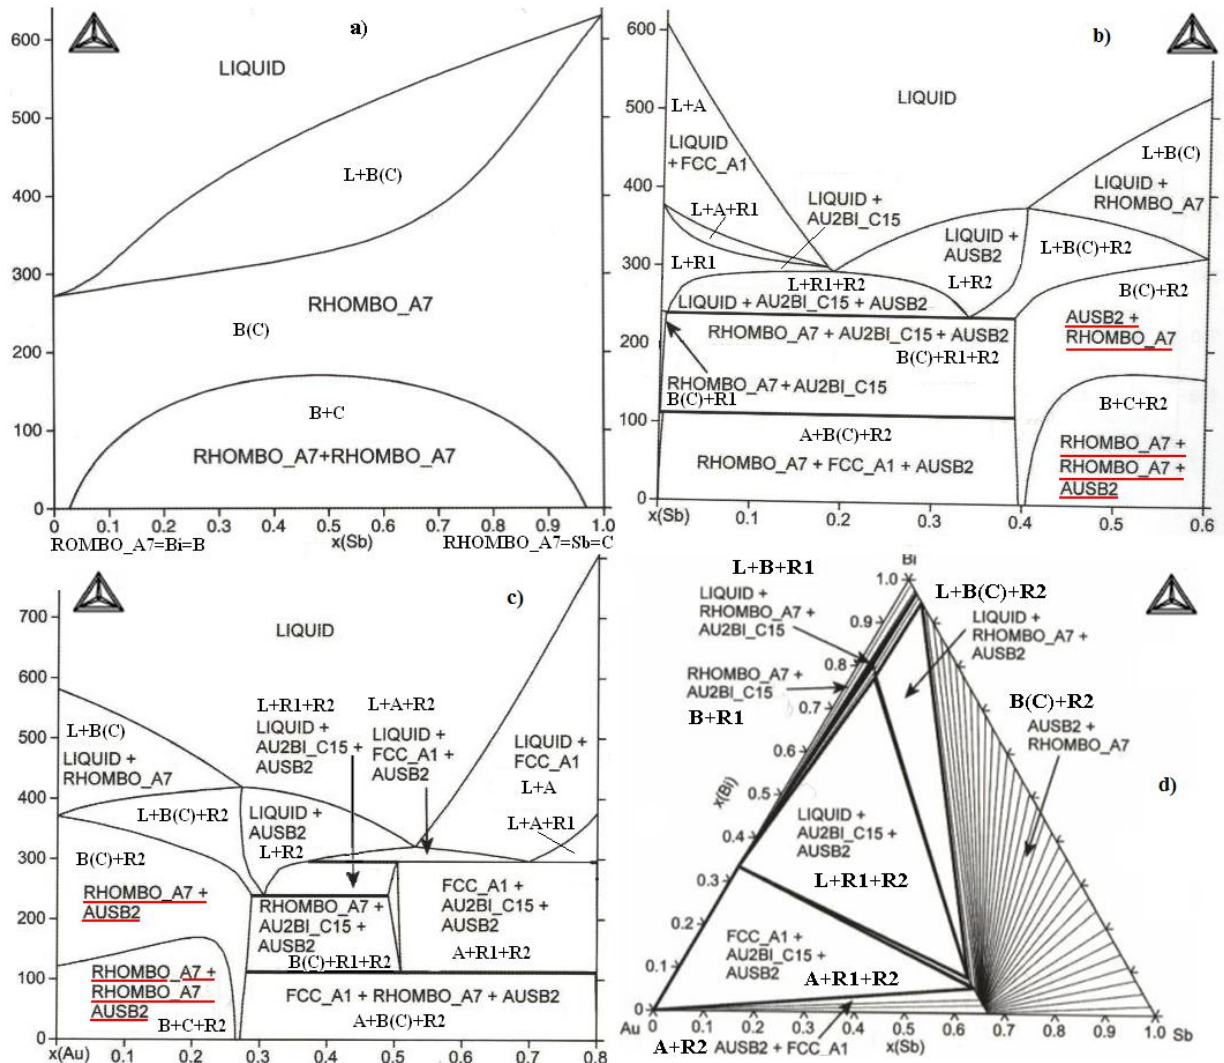 a)
600
500
400
300
200
100
0
LIQUID
L+B(C)
RHOMBO_A7
B(C)
B+C
RHOMBO_A7+RHOMBO_A7
0 0.1 0.2 0.3 0.4 0.5 0.6 0.7 0.8 0.9 1.0
x(Sb)
ROMBO_A7=Bi=B
RHOMBO_A7=Sb=C
b)
600
500
400
300
200
100
0
LIQUID
L+A
LIQUID
+ FCC_A1
L+A+R1
LIQUID +
AU2BI_C15
L+B(C)
LIQUID +
RHOMBO_A7
LIQUID +
AUSB2
L+B(C)+R2
L+R1
L+R1+R2
L+R2
B(C)+R2
LIQUID + AU2BI_C15 + AUSB2
AUSB2 +
RHOMBO_A7
RHOMBO_A7 + AU2BI_C15 + AUSB2
B(C)+R1+R2
RHOMBO_A7 + AU2BI_C15
B(C)+R1
B+C+R2
A+B(C)+R2
RHOMBO_A7 + FCC_A1 + AUSB2
RHOMBO_A7 +
RHOMBO_A7 +
AUSB2
x(Sb) 0.1 0.2 0.3 0.4 0.5 0.6
c)
700
600
500
400
300
200
100
0
LIQUID
L+B(C)
LIQUID +
RHOMBO_A7
L+R1+R2
LIQUID +
AU2BI_C15 +
AUSB2
L+A+R2
LIQUID +
FCC_A1 +
AUSB2
LIQUID +
FCC_A1
L+A
L+B(C)+R2
LIQUID +
AUSB2
L+R2
L+A+R1
B(C)+R2
RHOMBO_A7 +
AUSB2
RHOMBO_A7 +
AU2BI_C15 +
AUSB2
B(C)+R1+R2
FCC_A1 +
AU2BI_C15 +
AUSB2
A+R1+R2
RHOMBO_A7 +
RHOMBO_A7
AUSB2
B+C+R2
FCC_A1 + RHOMBO_A7 + AUSB2
A+B(C)+R2
x(Au) 0.1 0.2 0.3 0.4 0.5 0.6 0.7 0.8
d)
Bi
L+B+R1
LIQUID +
RHOMBO_A7 +
AU2BI_C15
L+B(C)+R2
LIQUID +
RHOMBO_A7 +
AUSB2
RHOMBO_A7 +
AU2BI_C15
B+R1
B(C)+R2
AUSB2 +
RHOMBO_A7
1.0
0.9
0.8
0.7
0.6
0.5
0.4
0.3
0.2
0.1
0
x(Bi)
LIQUID +
AU2BI_C15 +
AUSB2
L+R1+R2
FCC_A1 +
AU2BI_C15 +
AUSB2
A+R1+R2
0 0.1 0.2 0.3 0.4 0.5 0.6 0.7 0.8 0.9 1.0
Au
x(Sb)
Sb
A+R2
AUSB2 + FCC_A1